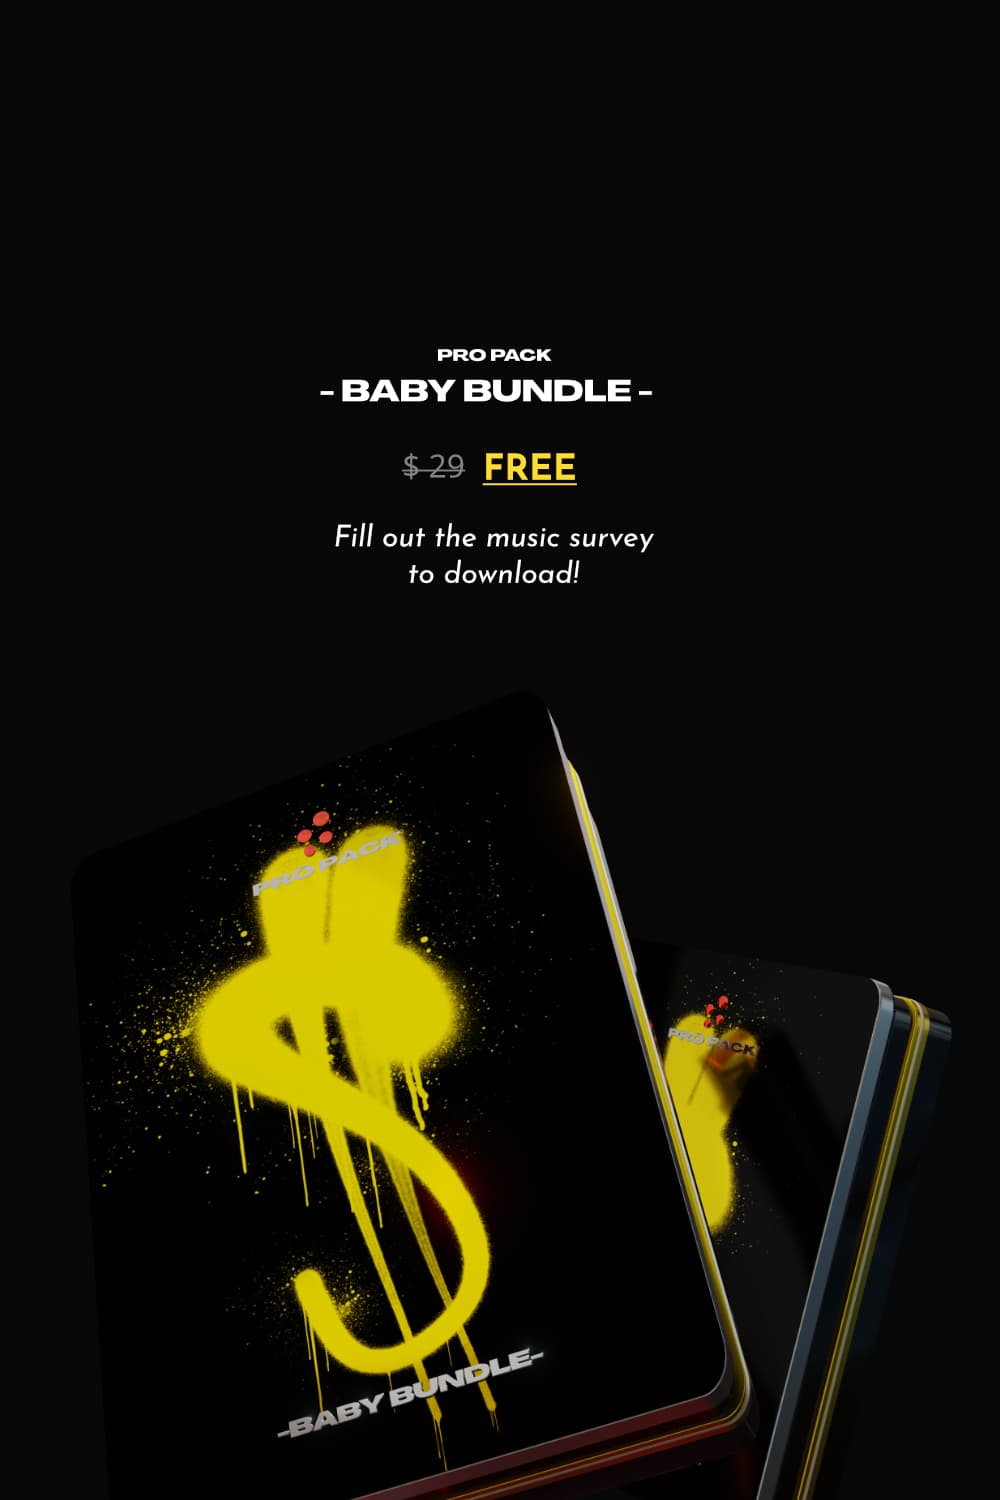 PRO PACK
- BABY BUNDLE -
$ 29 FREE
Fill out the music survey
to download!
PRO PACK
PRO PACK
-BABY BUNDLE-